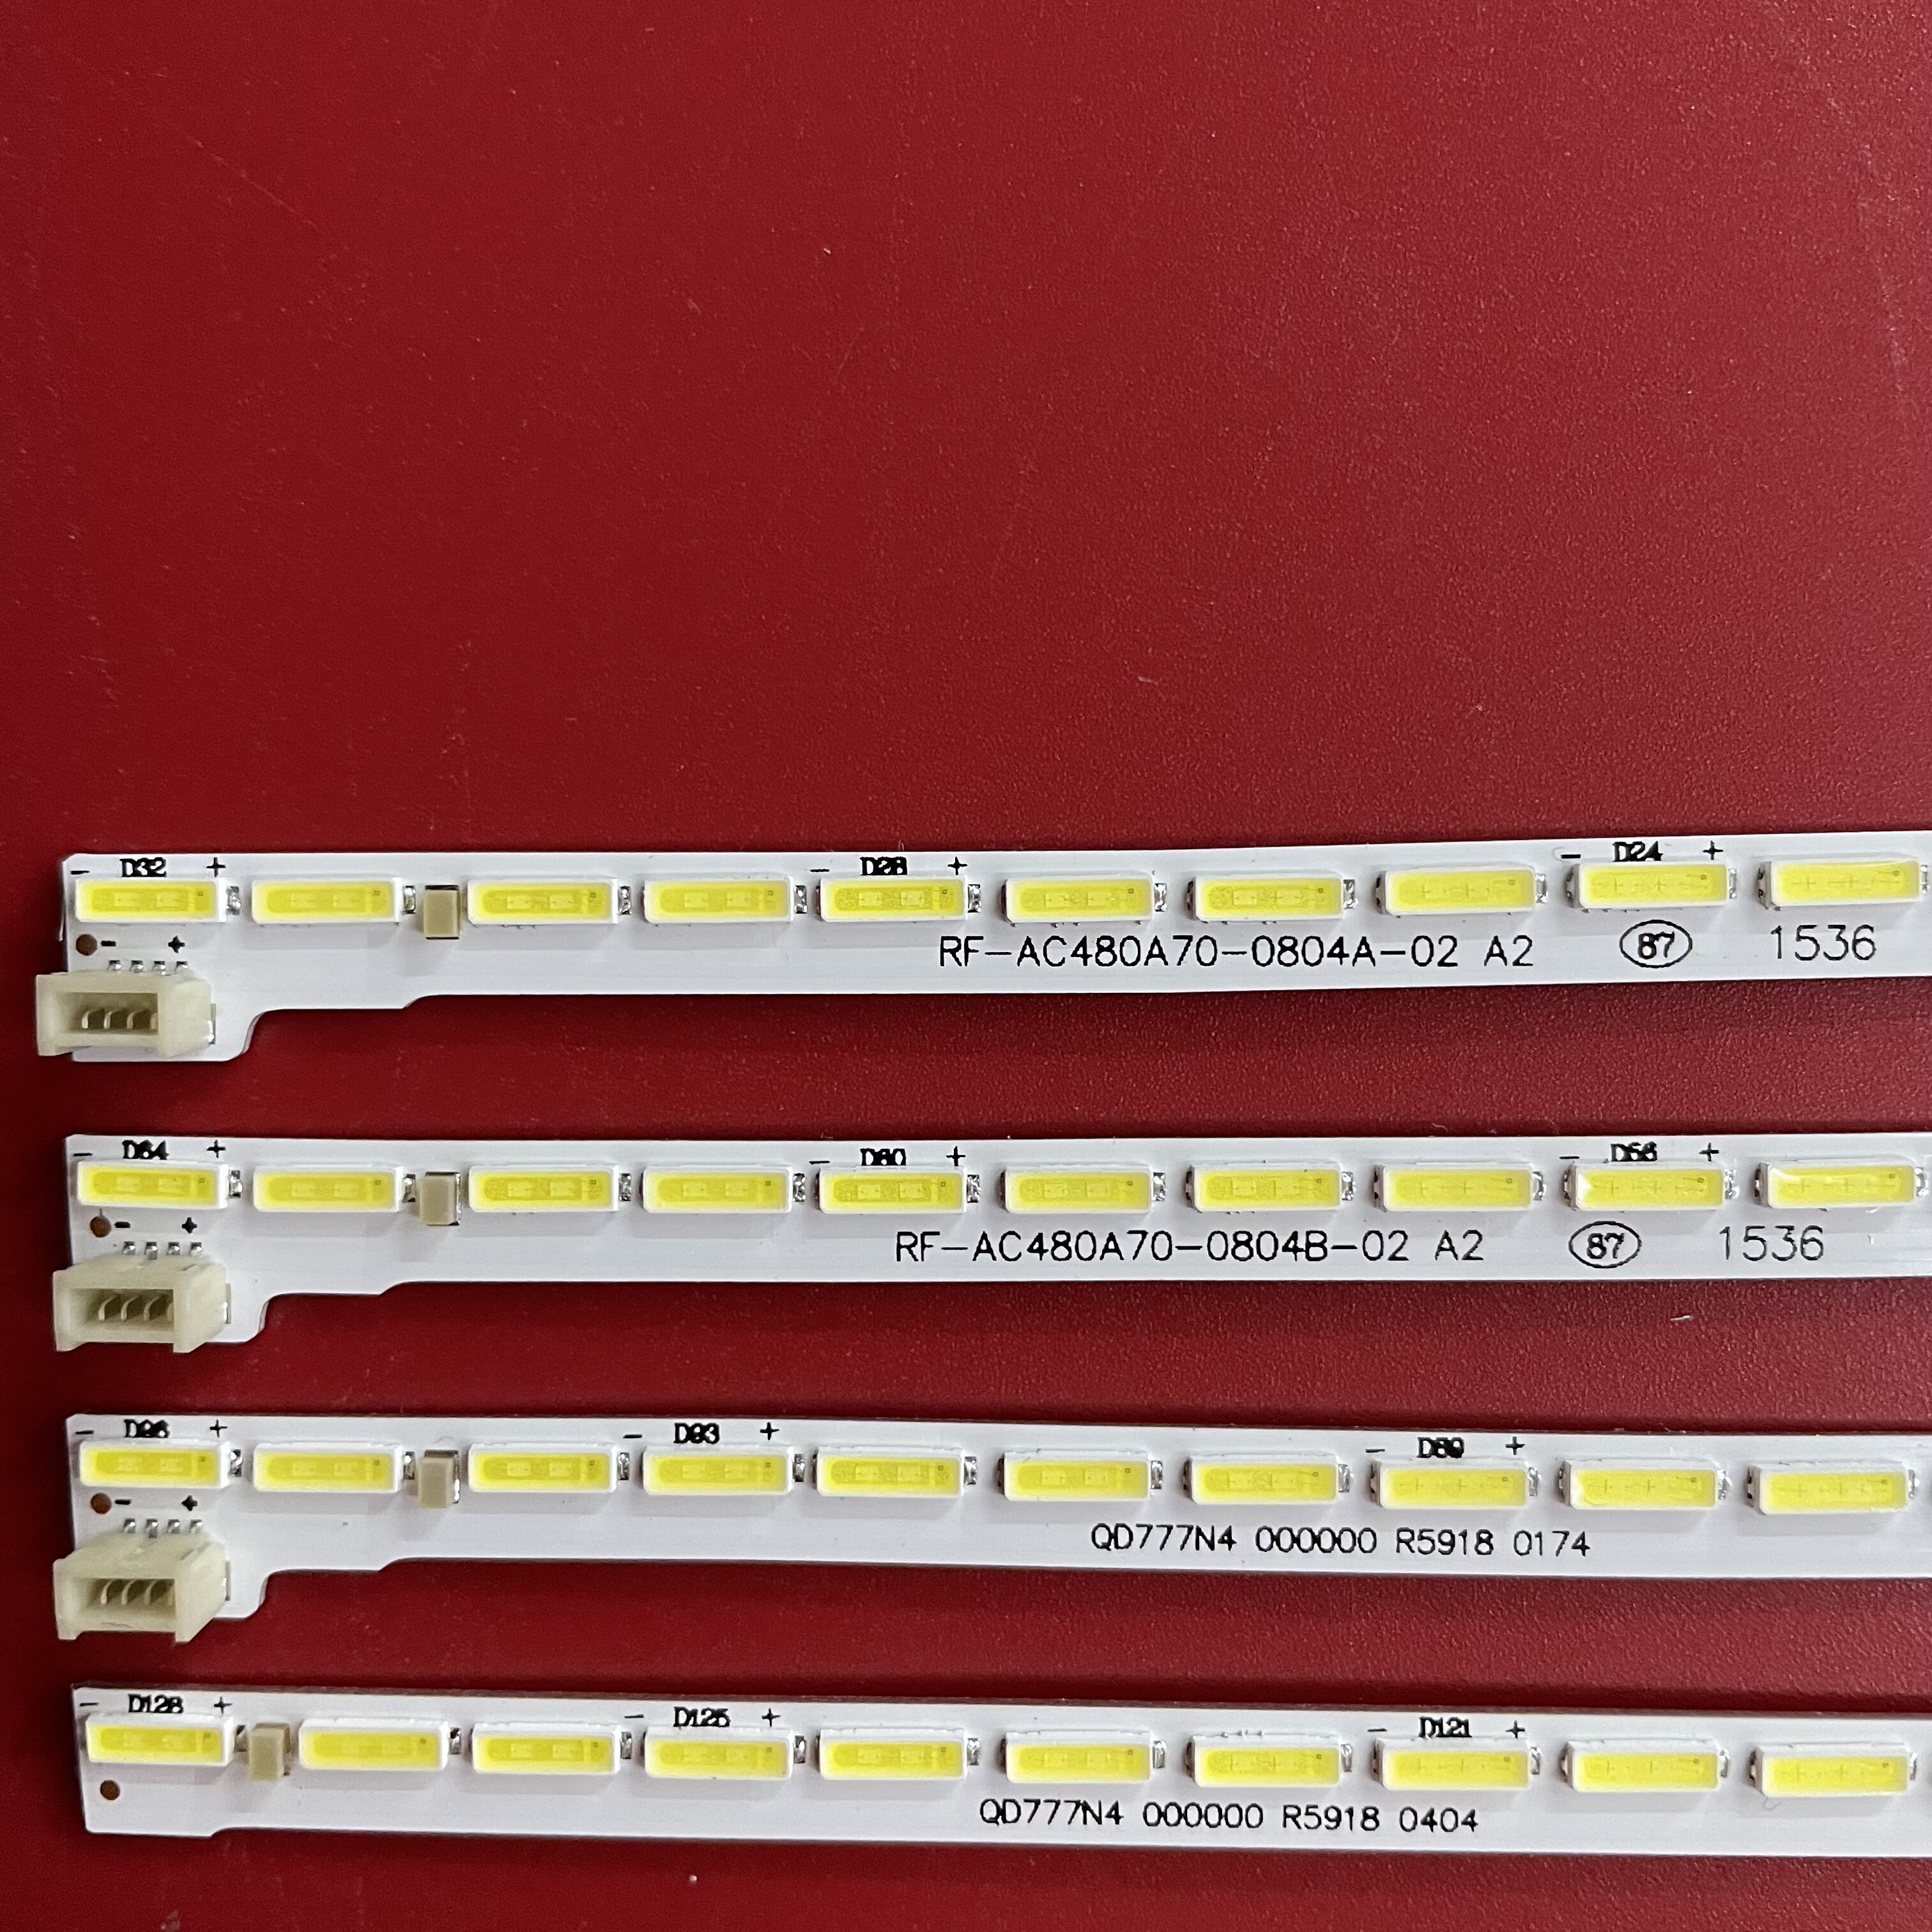 - D32 + - D28 + - D24 +
- +
RF-AC480A70-0804A-02 A2 87 1536
- D64 + - D60 + - D56 +
- +
RF-AC480A70-0804B-02 A2 87 1536
- D96 + - D93 + - D89 +
- +
QD777N4 000000 R5918 0174
- D128 + - D125 + - D121 +
QD777N4 000000 R5918 0404